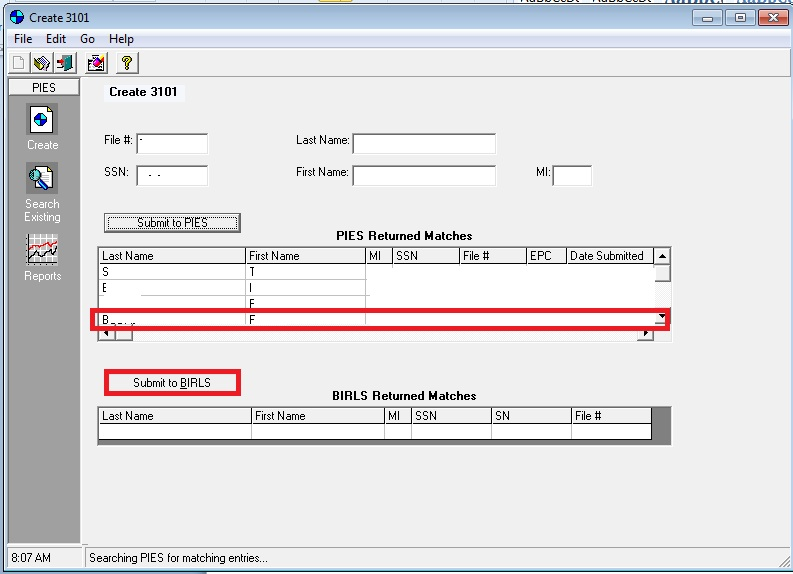 Create 3101
File Edit Go Help
PIES
Create 3101
Create
Search
Existing
Reports
File #: -
Last Name:
SSN: - -
First Name:
MI:
Submit to PIES
PIES Returned Matches
Last Name First Name MI SSN File # EPC Date Submitted
S T
E I
F
B F
Submit to BIRLS
BIRLS Returned Matches
Last Name First Name MI SSN SN File #
8:07 AM Searching PIES for matching entries...